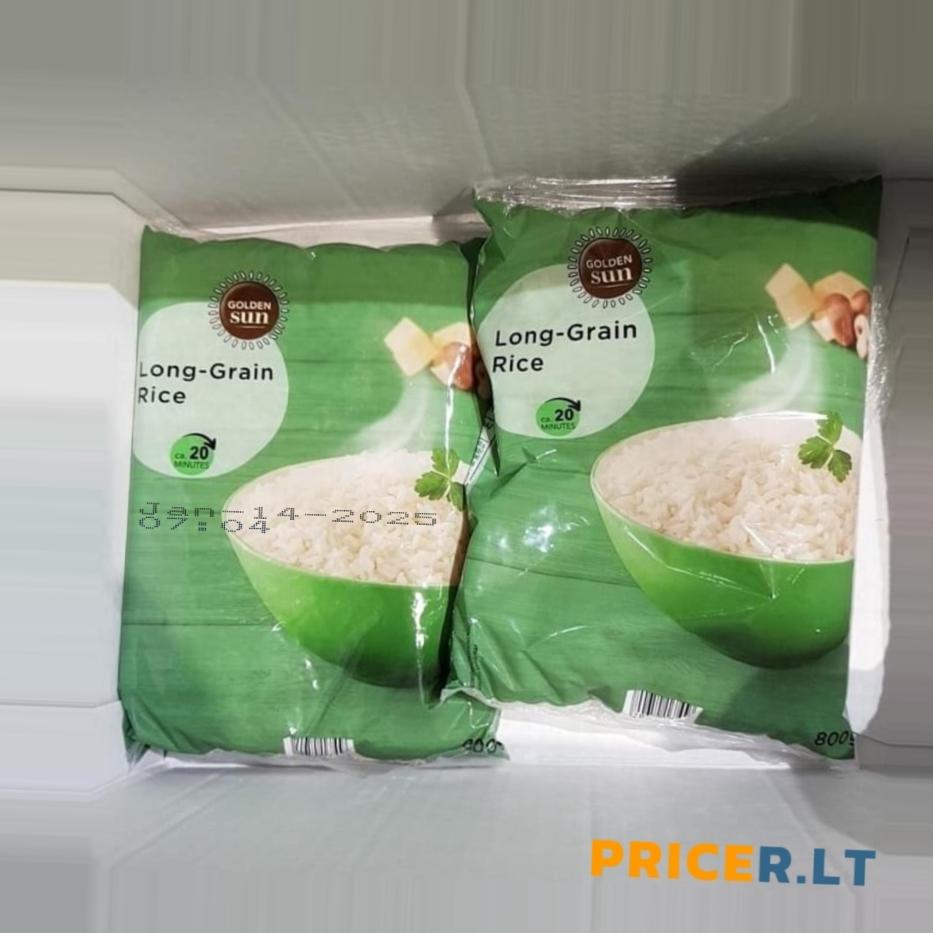 GOLDEN
sun
Long-Grain
Rice
ca. 20
MINUTES
Jan-14-2025
07:04
800g
GOLDEN
sun
Long-Grain
Rice
ca. 20
MINUTES
800g
PRICER.LT